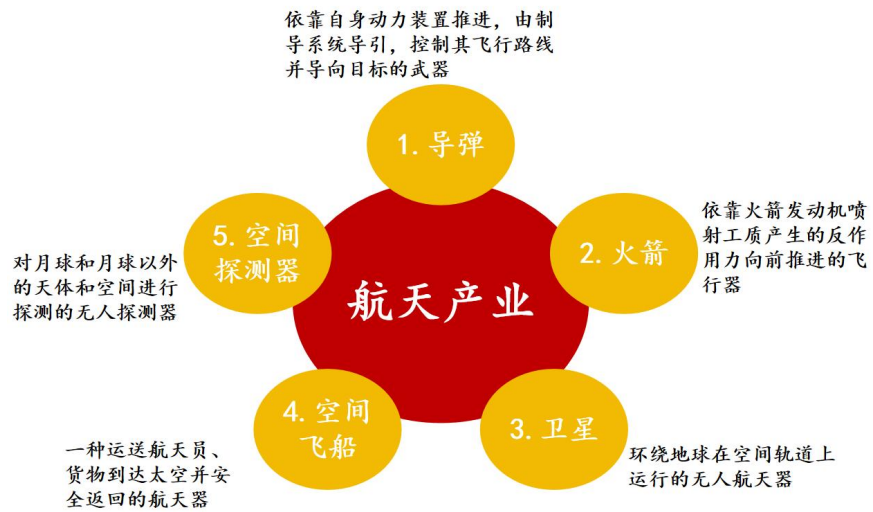 依靠自身动力装置推进，由制
导系统导引，控制其飞行路线
并导向目标的武器
1.导弹
依靠火箭发动机喷
射工质产生的反作
用力向前推进的飞
行器
2.火箭
5.空间
探测器
对月球和月球以外
的天体和空间进行
探测的无人探测器
航天产业
4.空间
飞船
一种运送航天员、
货物到达太空并安
全返回的航天器
3.卫星
环绕地球在空间轨道上
运行的无人航天器